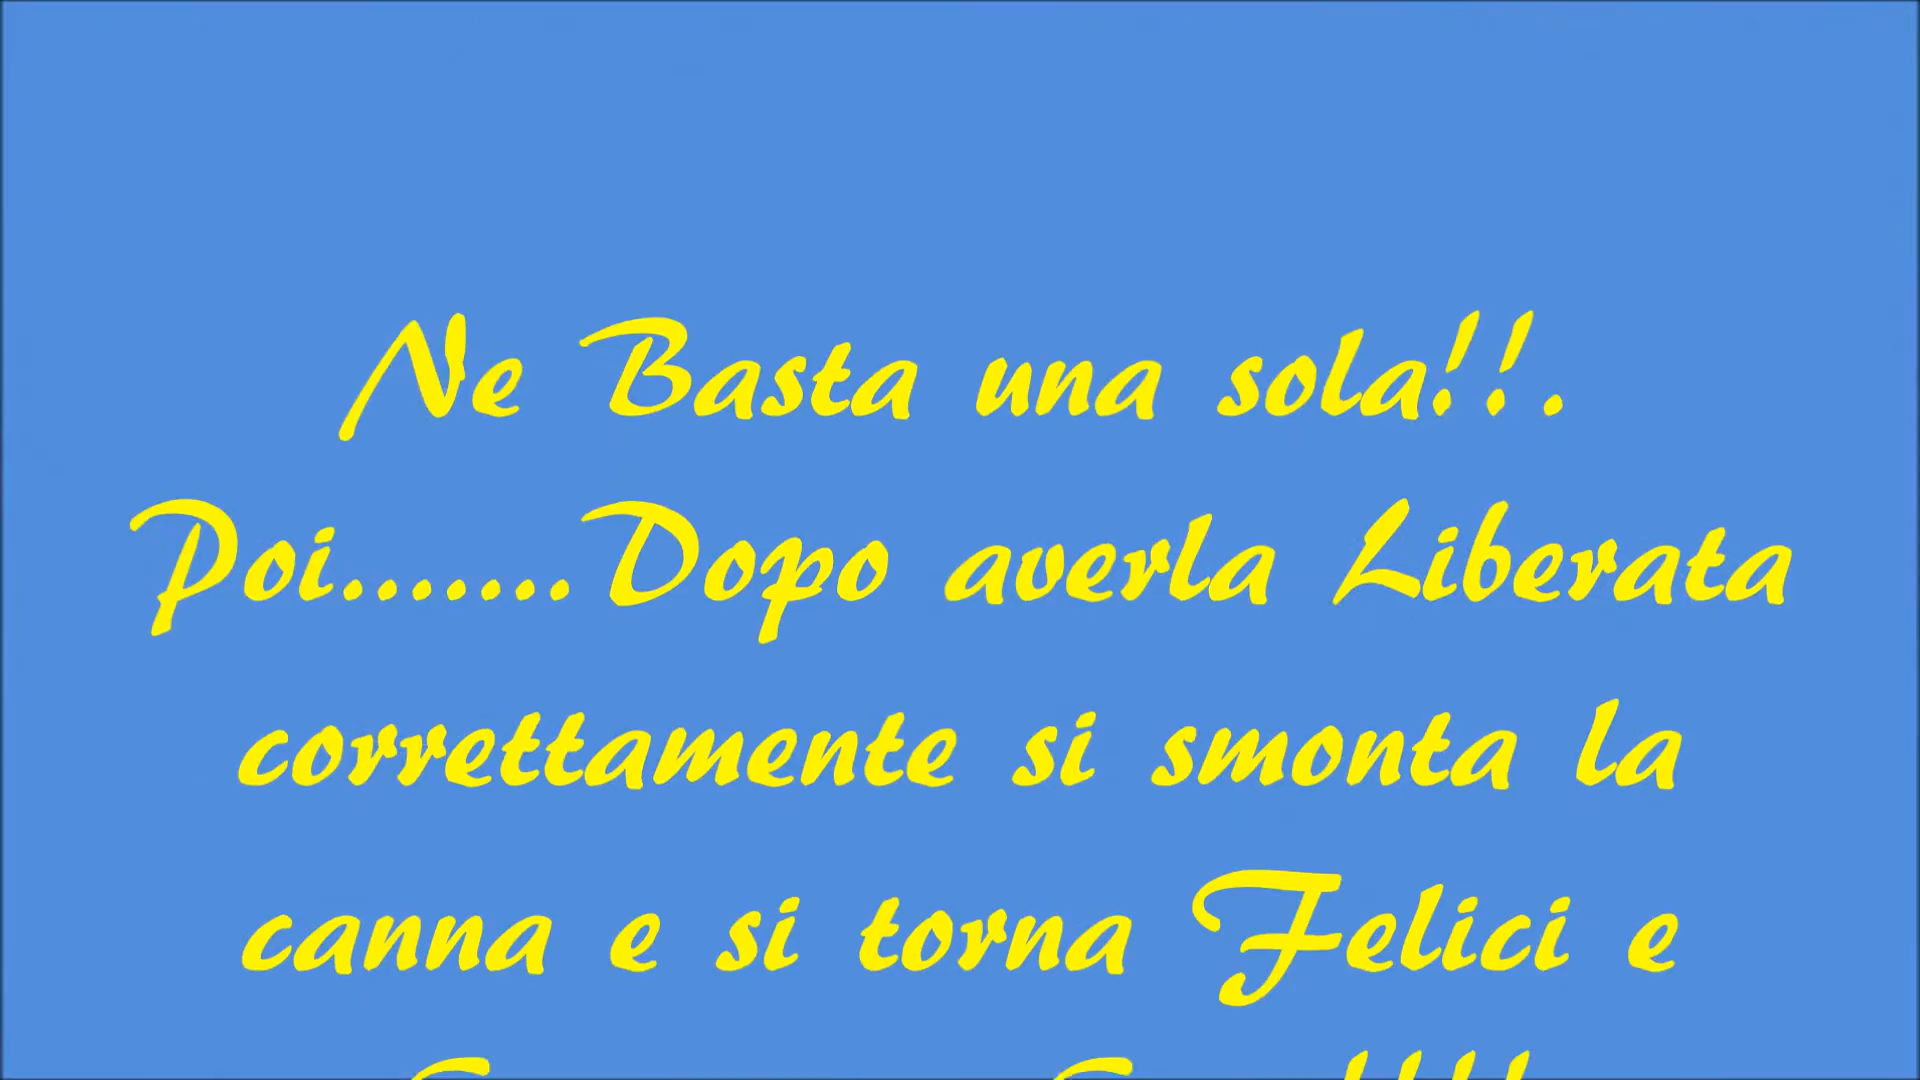 Ne Basta una sola!!.
Poi.......Dopo averla Liberata
correttamente si smonta la
canna e si torna Felici e